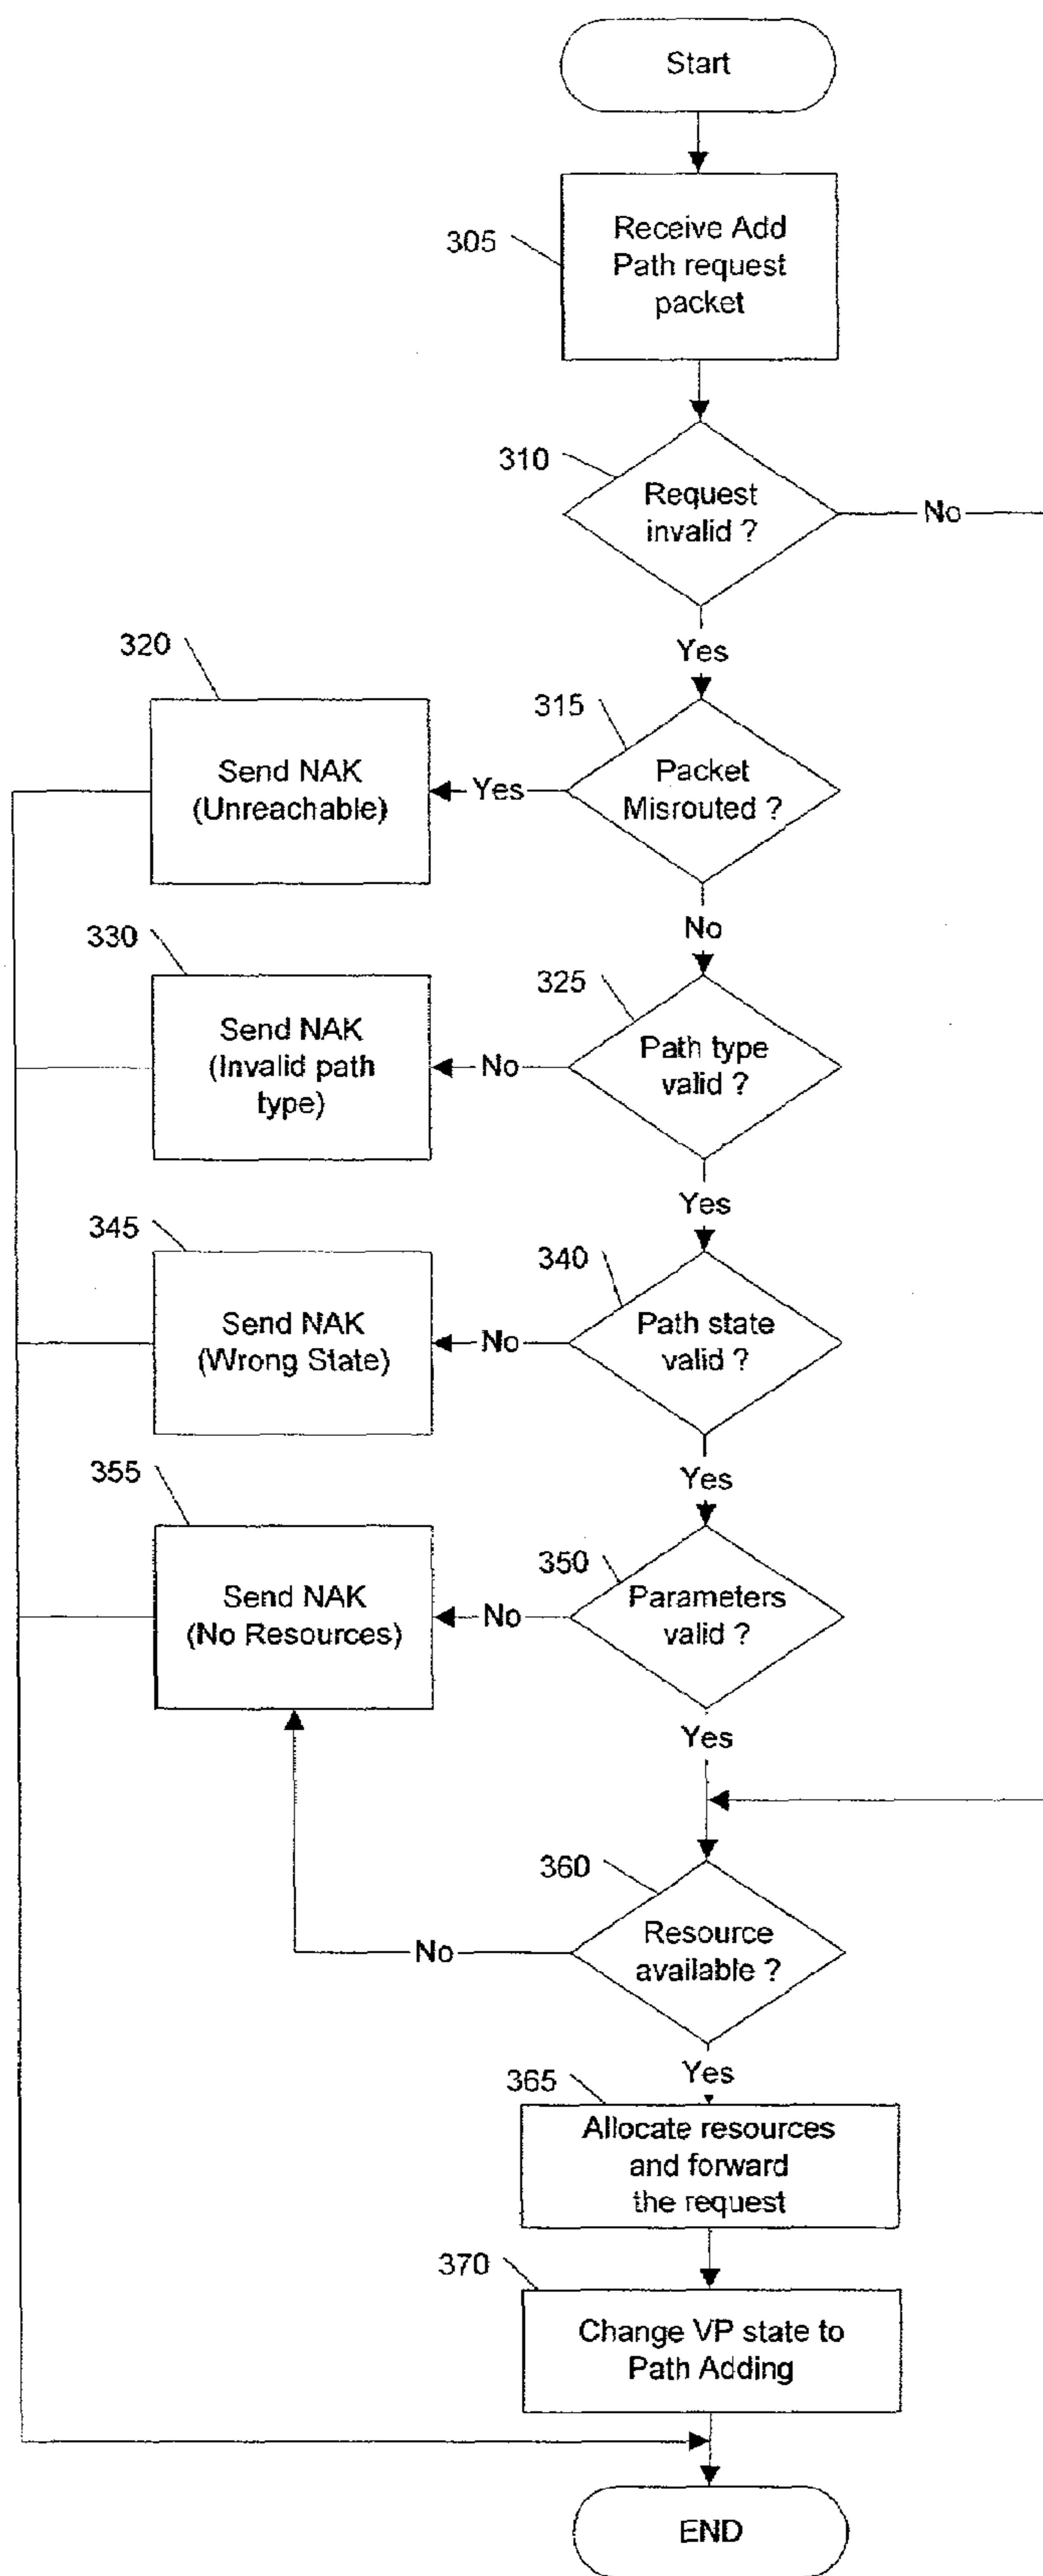 Start
305
Receive Add
Path request
packet
310
Request
invalid ?
No
Yes
320
315
Send NAK
(Unreachable)
Yes
Packet
Misrouted ?
No
330
325
Send NAK
(Invalid path
type)
No
Path type
valid ?
Yes
345
340
Send NAK
(Wrong State)
No
Path state
valid ?
Yes
355
350
Send NAK
(No Resources)
No
Parameters
valid ?
Yes
360
Resource
available ?
No
Yes
365
Allocate resources
and forward
the request
370
Change VP state to
Path Adding
END